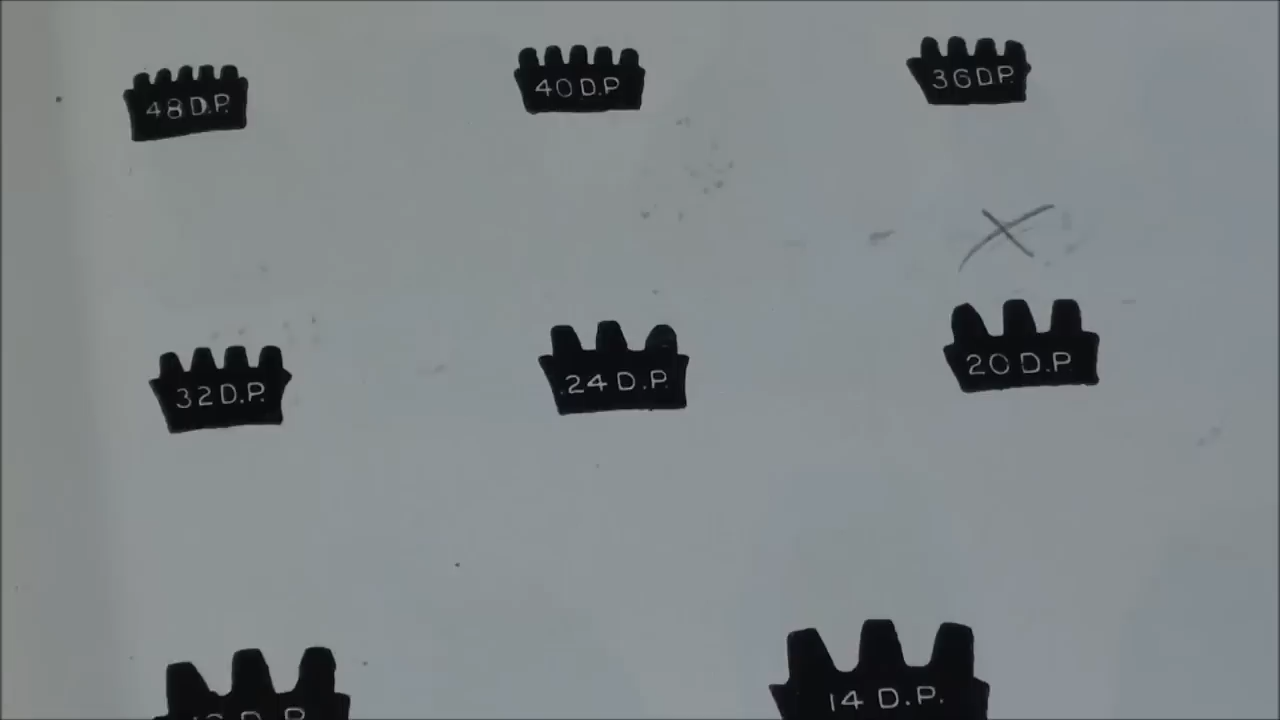 48 D.P.
40 D.P
36 D.P.
32 D.P.
24 D.P.
20 D.P.
D.P.
14 D.P.